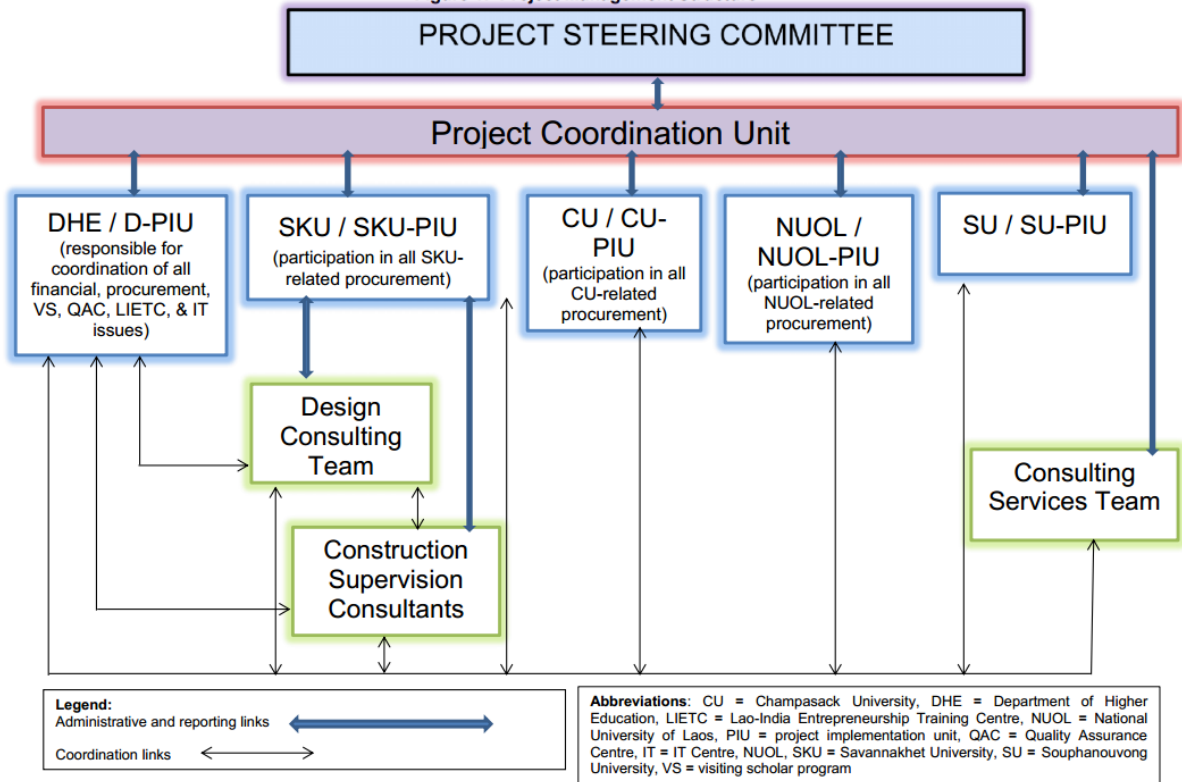 PROJECT STEERING COMMITTEE
Project Coordination Unit
DHE / D-PIU
(responsible for
coordination of all
financial, procurement,
VS, QAC, LIETC, & IT
issues)
SKU / SKU-PIU
(participation in all SKU-
related procurement)
CU / CU-
PIU
(participation in all
CU-related
procurement)
NUOL /
NUOL-PIU
(participation in all
NUOL-related
procurement)
SU / SU-PIU
Design
Consulting
Team
Consulting
Services Team
Construction
Supervision
Consultants
Legend:
Administrative and reporting links
Coordination links
Abbreviations: CU = Champasack University, DHE = Department of Higher
Education, LIETC = Lao-India Entrepreneurship Training Centre, NUOL = National
University of Laos, PIU = project implementation unit, QAC = Quality Assurance
Centre, IT = IT Centre, NUOL, SKU = Savannakhet University, SU = Souphanouvong
University, VS = visiting scholar program